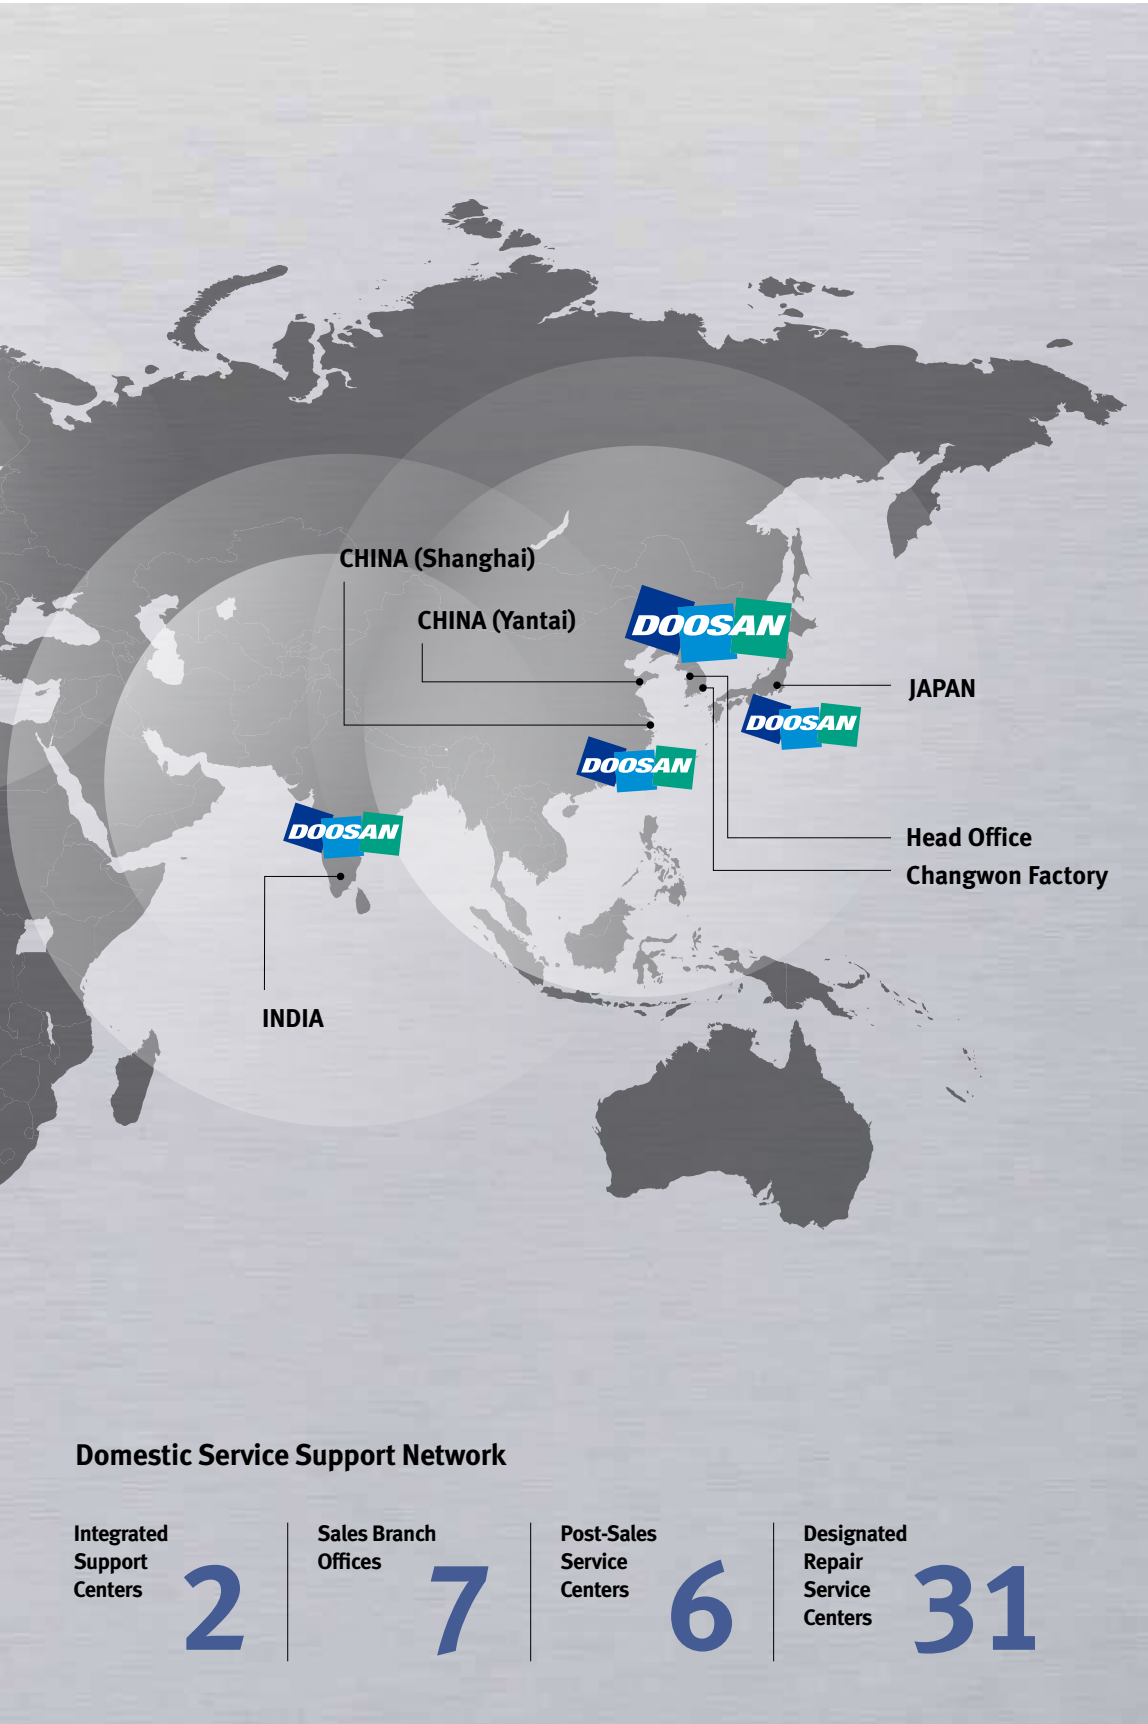 CHINA (Shanghai)
CHINA (Yantai)
DOOSAN
JAPAN
DOOSAN
DOOSAN
DOOSAN
Head Office
Changwon Factory
INDIA
Domestic Service Support Network
Integrated
Support
Centers
2
Sales Branch
Offices
7
Post-Sales
Service
Centers
6
Designated
Repair
Service
Centers
31